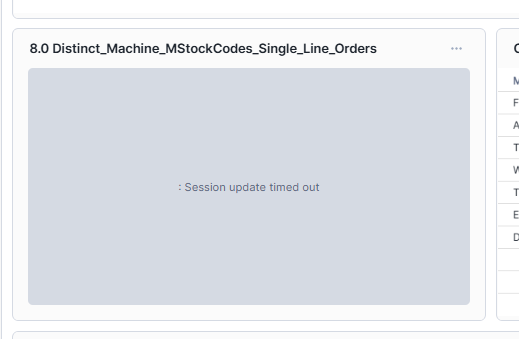 8.0 Distinct_Machine_MStockCodes_Single_Line_Orders
...
: Session update timed out